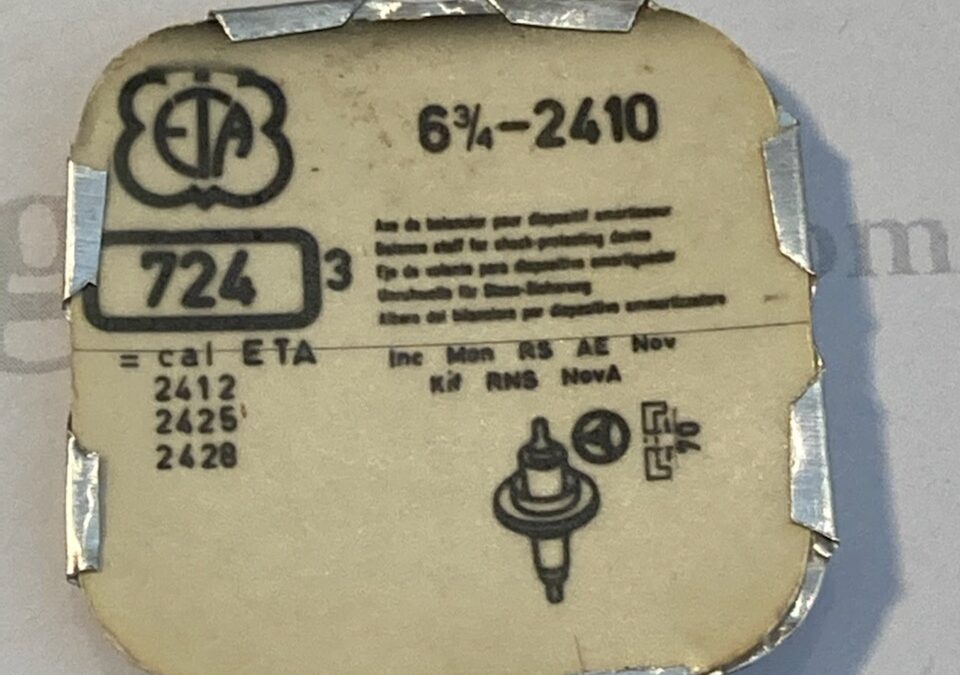 ETA
6¾-2410
724 3
Axe de balancier pour dispositif amortisseur
Balance staff for shock-protecting device
Eje de volante para dispositivo amortiguador
Unruhwelle für Stoss-Sicherung
Albero del bilanciere per dispositivo ammortizzatore
= cal ETA
2412
2425
2428
Inc Mon RS AE Nov
Kif RNS NovA
70
g
om